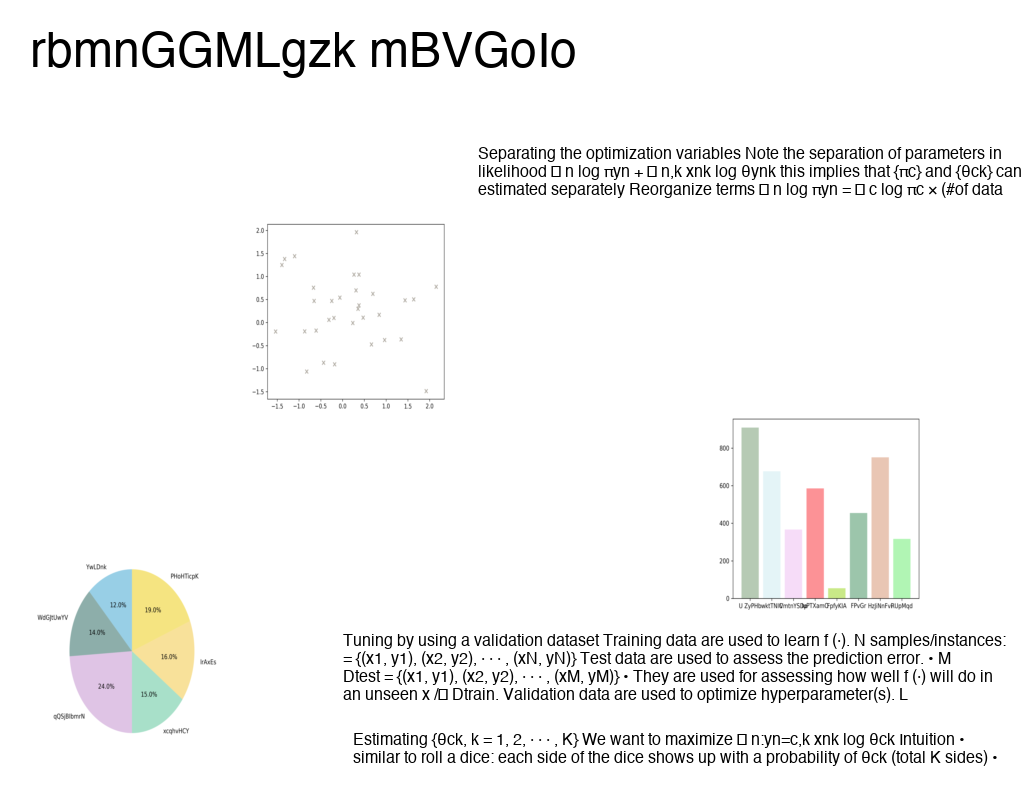 rbmnGGMLgzk mBVGoIo
Separating the optimization variables Note the separation of parameters in
likelihood □ n log πyn + □ n,k xnk log θynk this implies that {πc} and {θck} can
estimated separately Reorganize terms □ n log πyn = □ c log πc × (#of data
2.0
1.5
1.0
0.5
0.0
−0.5
−1.0
−1.5
−1.5 −1.0 −0.5 0.0 0.5 1.0 1.5 2.0
800
600
400
200
0
FPvGr
YwLDnk
PHoHTicpK
WdGJtUwYV
IrAxEs
qQSjBlbmrN
xcqhvHCY
12.0%
19.0%
14.0%
16.0%
24.0%
15.0%
Tuning by using a validation dataset Training data are used to learn f (·). N samples/instances:
= {(x1, y1), (x2, y2), · · · , (xN, yN)} Test data are used to assess the prediction error. • M
Dtest = {(x1, y1), (x2, y2), · · · , (xM, yM)} • They are used for assessing how well f (·) will do in
an unseen x /□ Dtrain. Validation data are used to optimize hyperparameter(s). L
Estimating {θck, k = 1, 2, · · · , K} We want to maximize □ n:yn=c,k xnk log θck Intuition •
similar to roll a dice: each side of the dice shows up with a probability of θck (total K sides) •